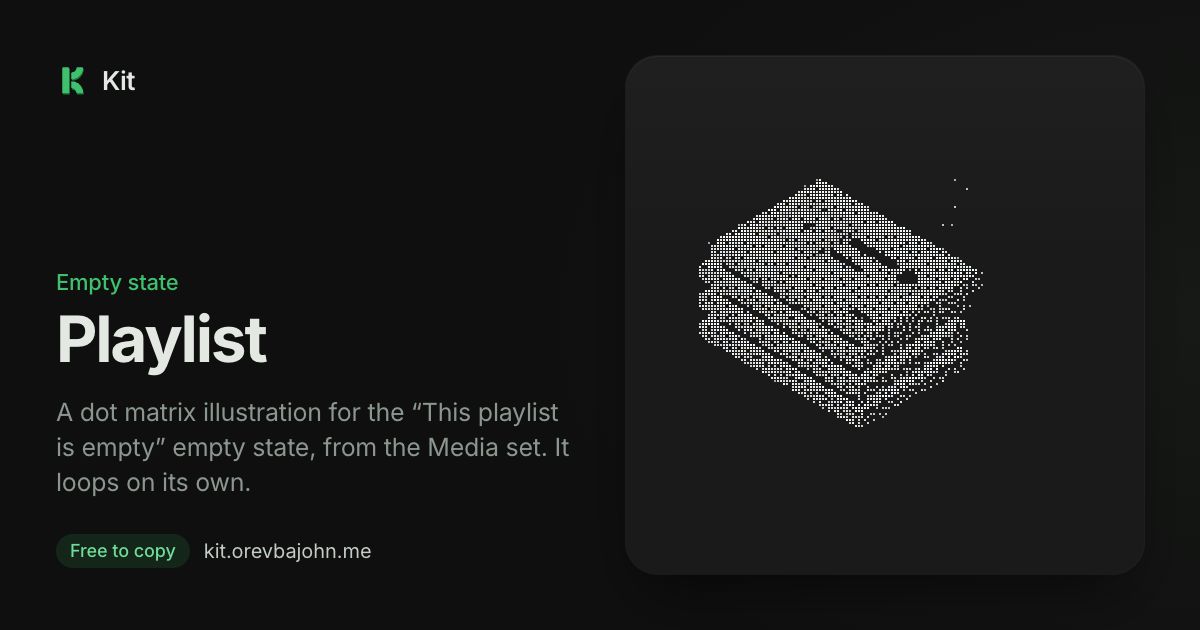 Kit
Empty state
Playlist
A dot matrix illustration for the “This playlist
is empty” empty state, from the Media set. It
loops on its own.
Free to copy
kit.orevbajohn.me